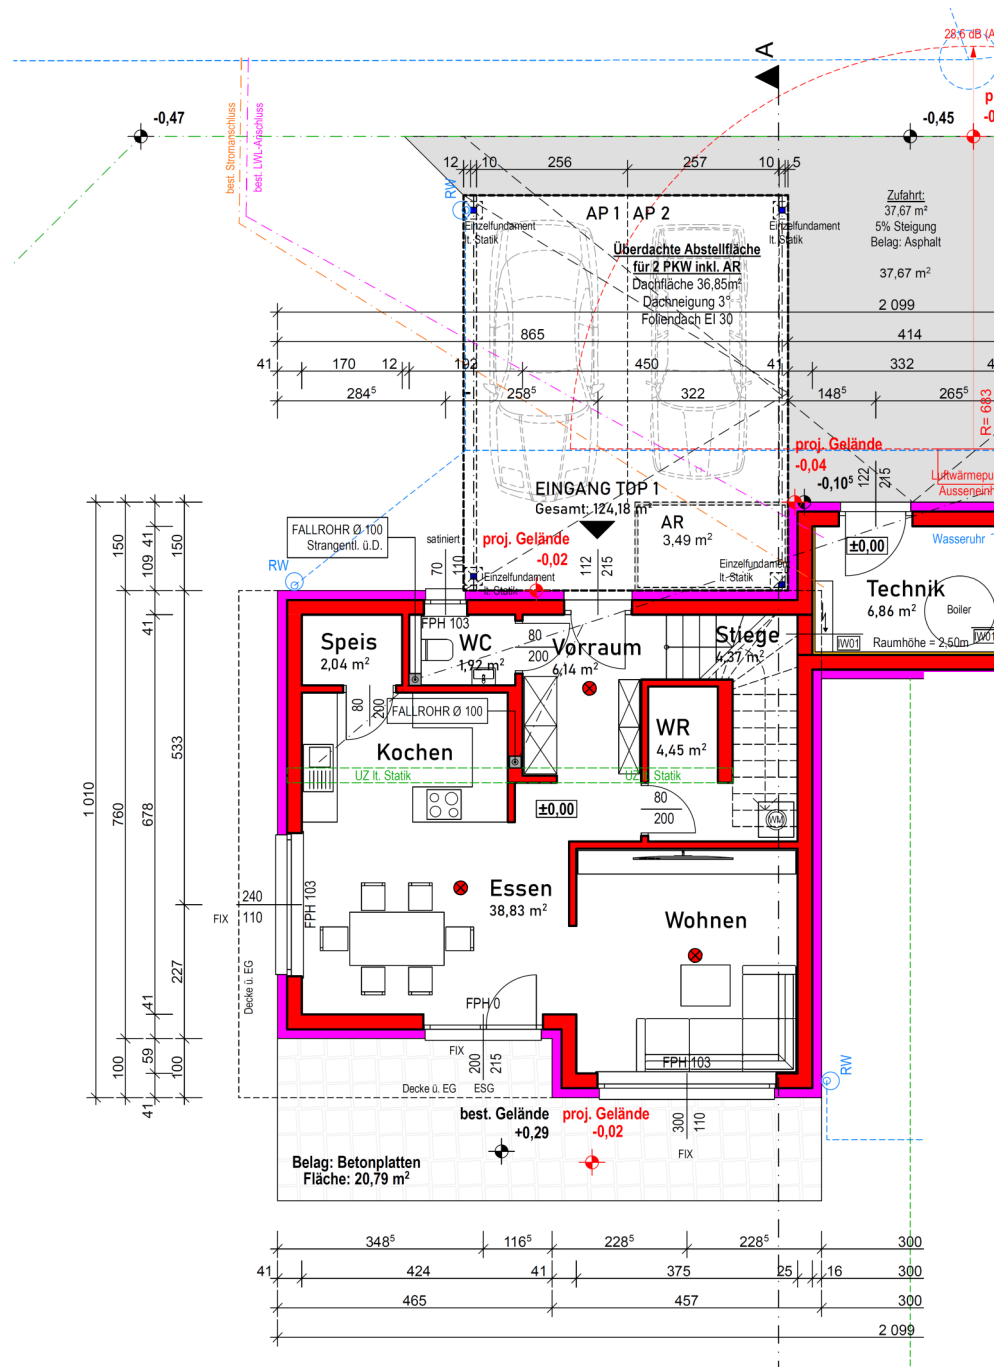 28,6 dB (A
A
-0,47
-0,45
12
10
256
257
10
5
best. Stromanschluss
best. LWL-Anschluss
RW
AP 1
AP 2
Einzelfundament
lt. Statik
Einzelfundament
lt. Statik
Überdachte Abstellfläche
für 2 PKW inkl. AR
Dachfläche 36,85m²
Dachneigung 3°
Foliendach EI 30
Zufahrt:
37,67 m²
5% Steigung
Belag: Asphalt
37,67 m²
2 099
865
414
41
170
12
192
450
41
332
284⁵
258⁵
322
148⁵
265⁵
R= 683
proj. Gelände
-0,04
-0,10⁵
122
215
Luftwärmepu
Ausseneinh
EINGANG TOP 1
Gesamt: 124,18 m²
AR
3,49 m²
FALLROHR Ø 100
Strangentl. ü.D.
satiniert
proj. Gelände
-0,02
±0,00
Wasseruhr
RW
70
110
112
215
Einzelfundament
lt. Statik
Einzelfundament
lt. Statik
Technik
6,86 m²
Boiler
Raumhöhe = 2,50m
IW01
IW01
FPH 103
Speis
2,04 m²
WC
1,92 m²
80
200
Vorraum
6,14 m²
Stiege
4,37 m²
80
200
FALLROHR Ø 100
Kochen
WR
4,45 m²
UZ lt. Statik
UZ lt. Statik
±0,00
80
200
WM
1 010
150
760
100
41
109
41
678
41
59
41
150
533
227
100
240
110
FIX
FPH 103
Essen
38,83 m²
Wohnen
Decke ü. EG
FPH 0
FIX
200
215
Decke ü. EG
ESG
FPH 103
300
110
FIX
RW
best. Gelände
+0,29
proj. Gelände
-0,02
Belag: Betonplatten
Fläche: 20,79 m²
348⁵
116⁵
228⁵
228⁵
300
41
424
41
375
25
16
300
465
457
300
2 099